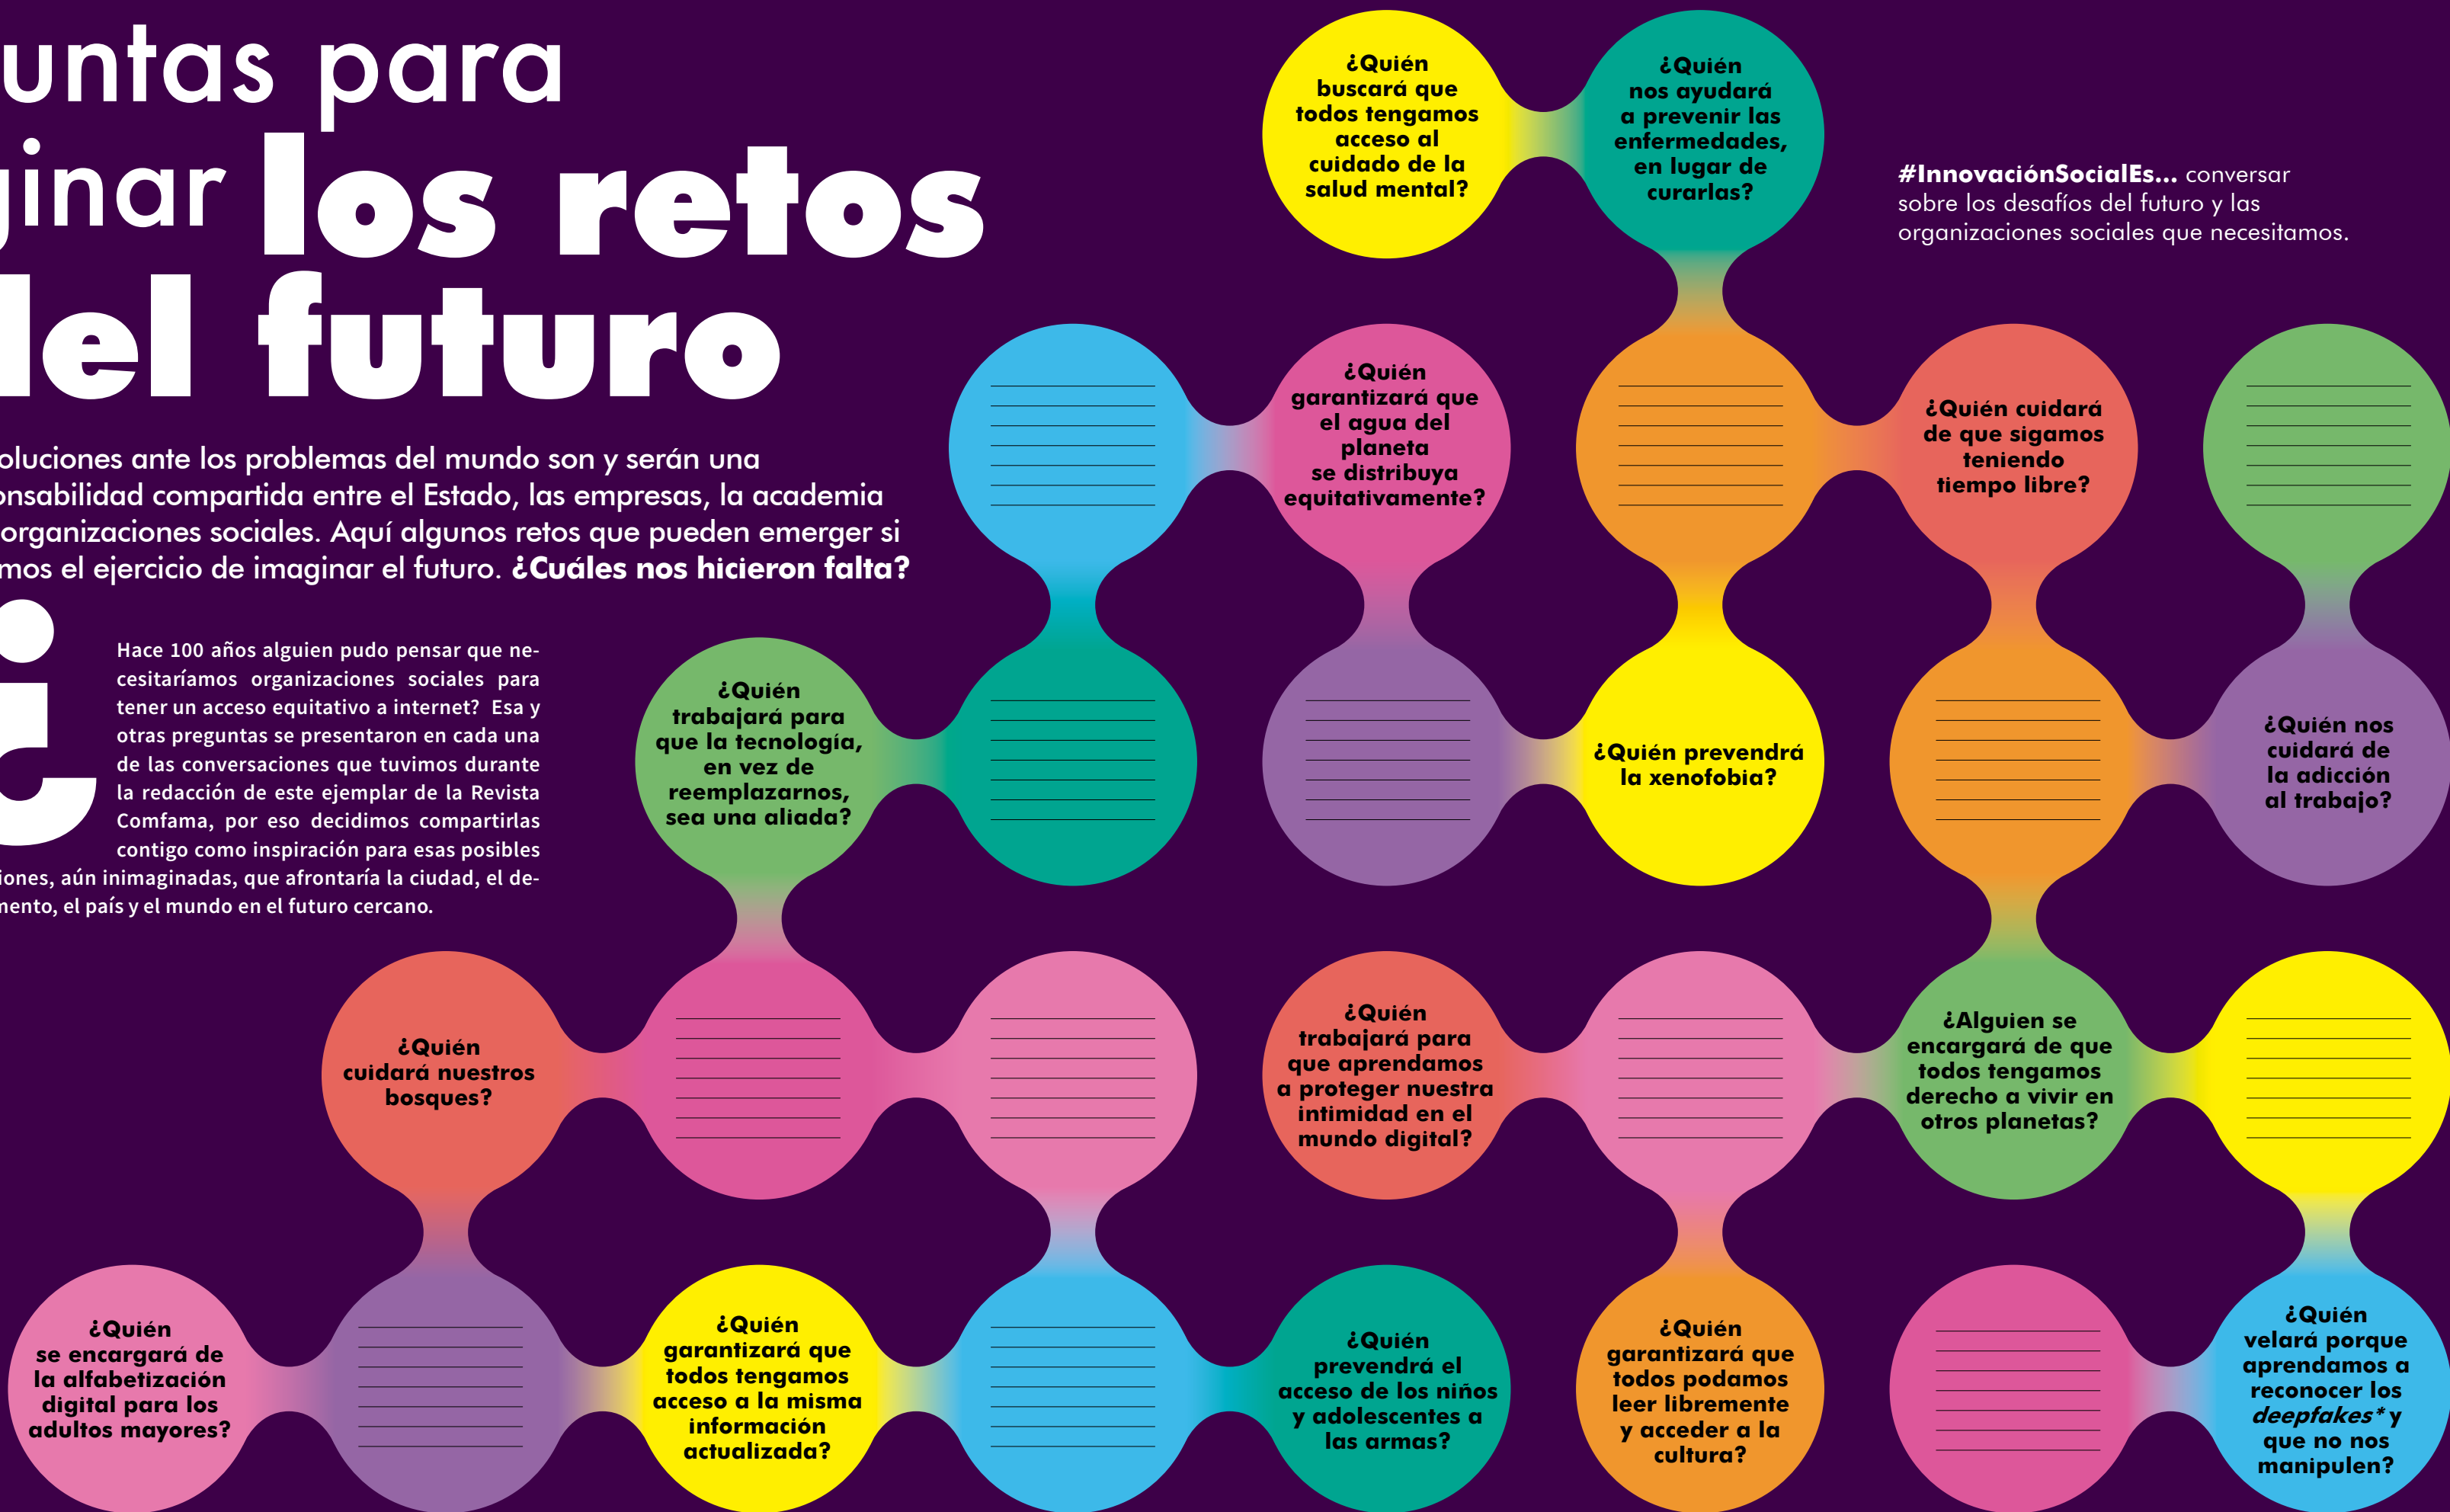 untas para
ginar los retos
del futuro
oluciones ante los problemas del mundo son y serán una
onsabilidad compartida entre el Estado, las empresas, la academia
organizaciones sociales. Aquí algunos retos que pueden emerger si
mos el ejercicio de imaginar el futuro. ¿Cuáles nos hicieron falta?
¿
Hace 100 años alguien pudo pensar que ne-
cesitaríamos organizaciones sociales para
tener un acceso equitativo a internet? Esa y
otras preguntas se presentaron en cada una
de las conversaciones que tuvimos durante
la redacción de este ejemplar de la Revista
Comfama, por eso decidimos compartirlas
contigo como inspiración para esas posibles
iones, aún inimaginadas, que afrontaría la ciudad, el de-
mento, el país y el mundo en el futuro cercano.
¿Quién
buscará que
todos tengamos
acceso al
cuidado de la
salud mental?
¿Quién
nos ayudará
a prevenir las
enfermedades,
en lugar de
curarlas?
#InnovaciónSocialEs... conversar
sobre los desafíos del futuro y las
organizaciones sociales que necesitamos.
¿Quién
garantizará que
el agua del
planeta
se distribuya
equitativamente?
¿Quién cuidará
de que sigamos
teniendo
tiempo libre?
¿Quién
trabajará para
que la tecnología,
en vez de
reemplazarnos,
sea una aliada?
¿Quién prevendrá
la xenofobia?
¿Quién nos
cuidará de
la adicción
al trabajo?
¿Quién
cuidará nuestros
bosques?
¿Quién
trabajará para
que aprendamos
a proteger nuestra
intimidad en el
mundo digital?
¿Alguien se
encargará de que
todos tengamos
derecho a vivir en
otros planetas?
¿Quién
se encargará de
la alfabetización
digital para los
adultos mayores?
¿Quién
garantizará que
todos tengamos
acceso a la misma
información
actualizada?
¿Quién
prevendrá el
acceso de los niños
y adolescentes a
las armas?
¿Quién
garantizará que
todos podamos
leer libremente
y acceder a la
cultura?
¿Quién
velará porque
aprendamos a
reconocer los
deepfakes* y
que no nos
manipulen?